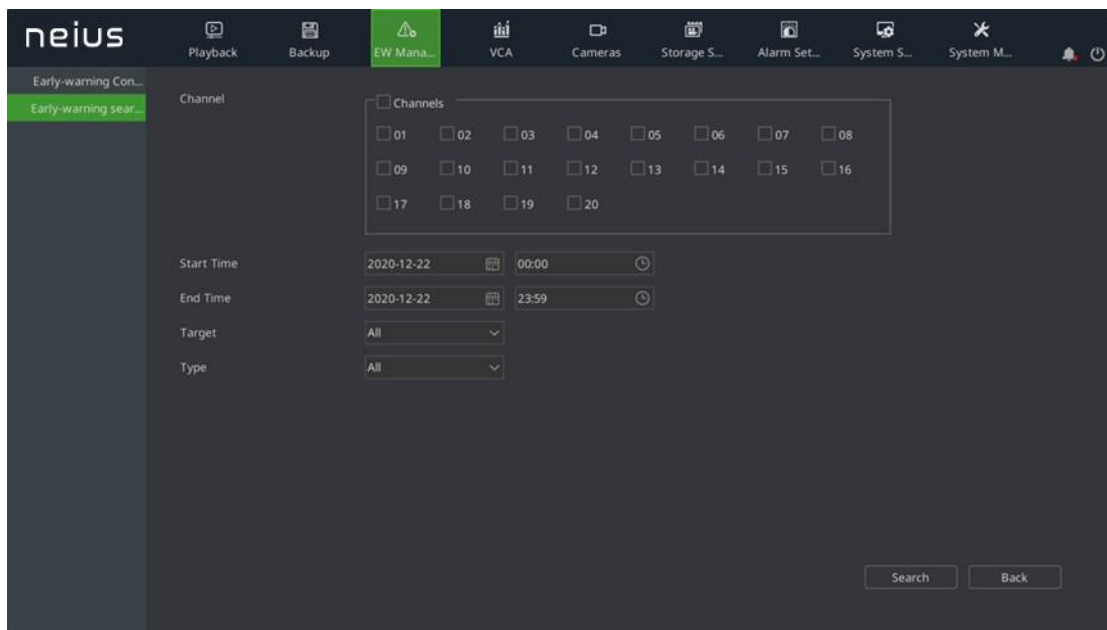 neius
Playback Backup EW Mana... VCA Cameras Storage S... Alarm Set... System S... System M...
Early-warning Con...
Early-warning sear...
Channel
Channels
01 02 03 04 05 06 07 08
09 10 11 12 13 14 15 16
17 18 19 20
Start Time 2020-12-22 00:00
End Time 2020-12-22 23:59
Target All
Type All
Search Back